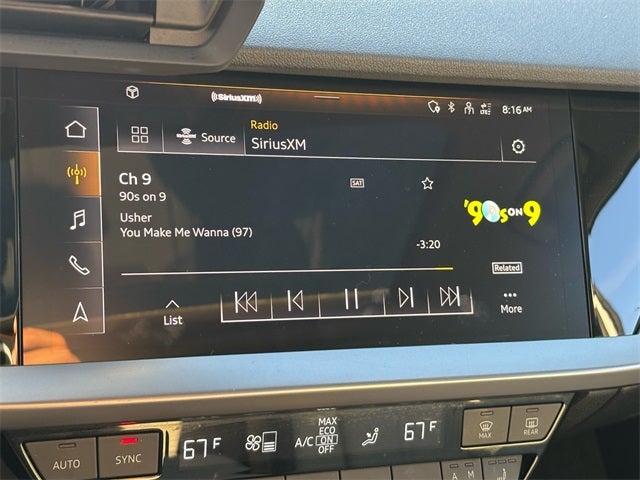 ((SiriusXM))
8:16 AM
Radio
SiriusXM Source
SiriusXM
Ch 9
SAT
90s on 9
'90s ON 9
Usher
You Make Me Wanna (97)
-3:20
Related
List
More
MAX
ECO
AUTO SYNC 67°F A/C ON 67°F MAX REAR
OFF
A M